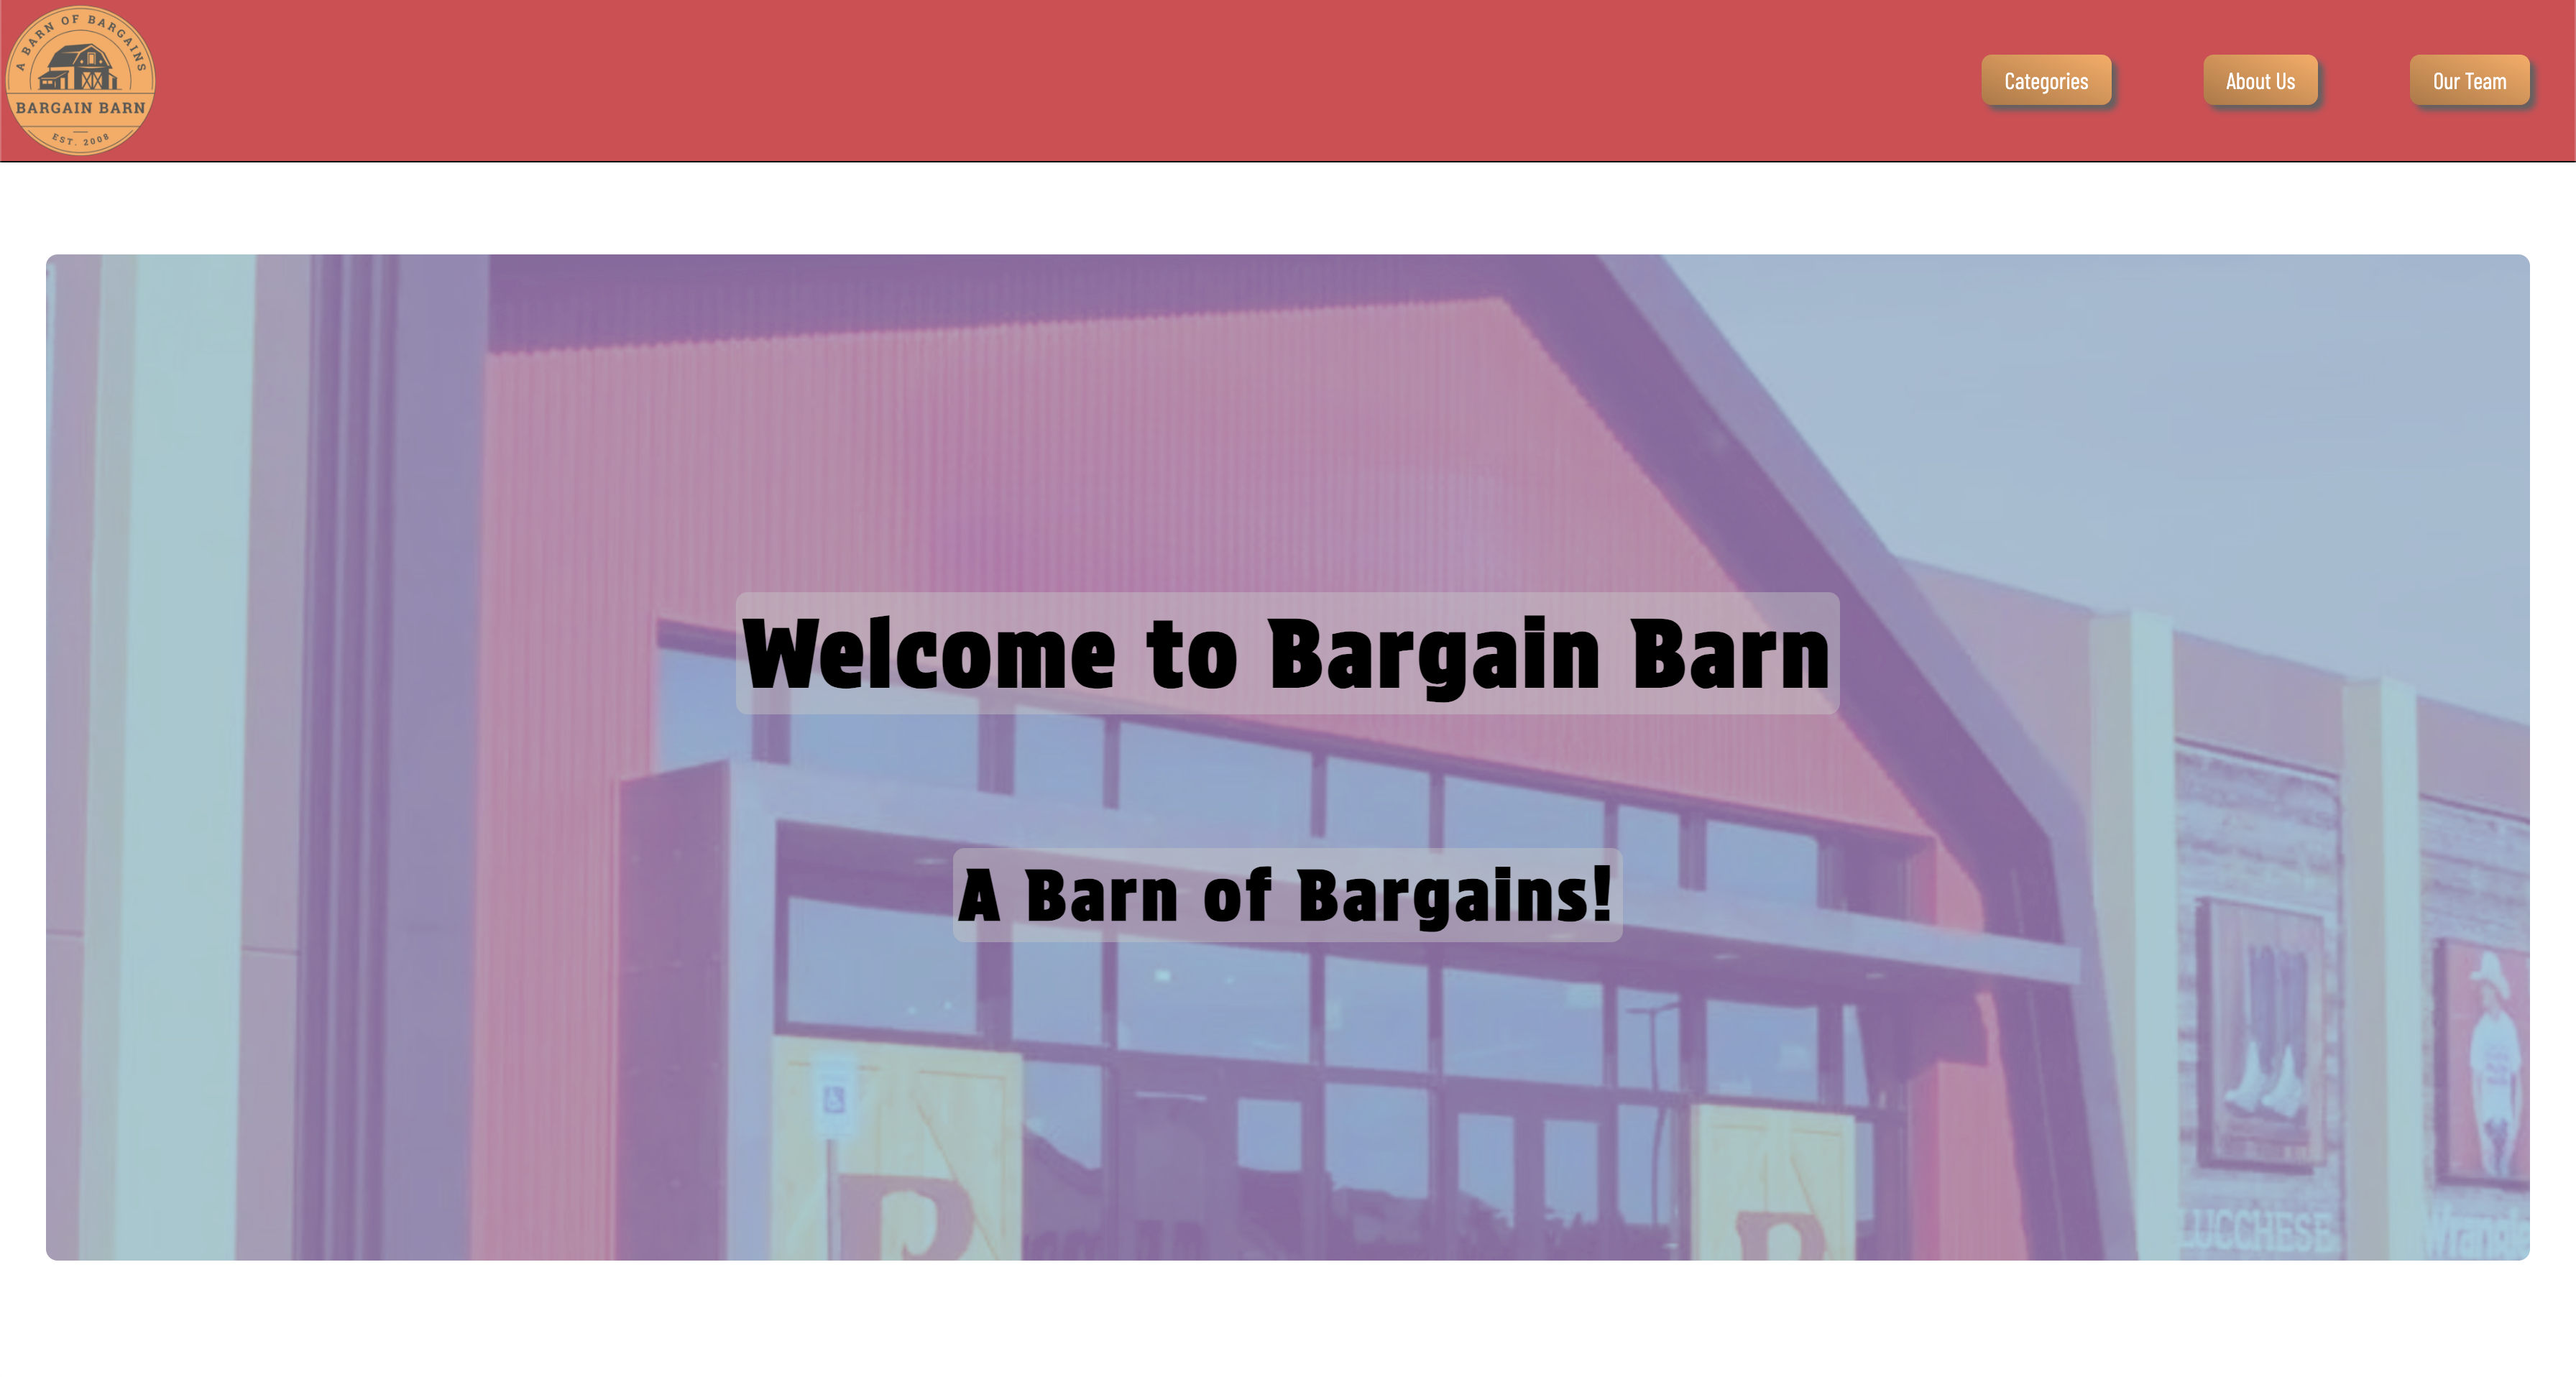 A BARN OF BARGAINS
BARGAIN BARN
EST. 2008
Categories
About Us
Our Team
Welcome to Bargain Barn
A Barn of Bargains!
LUCCHESE